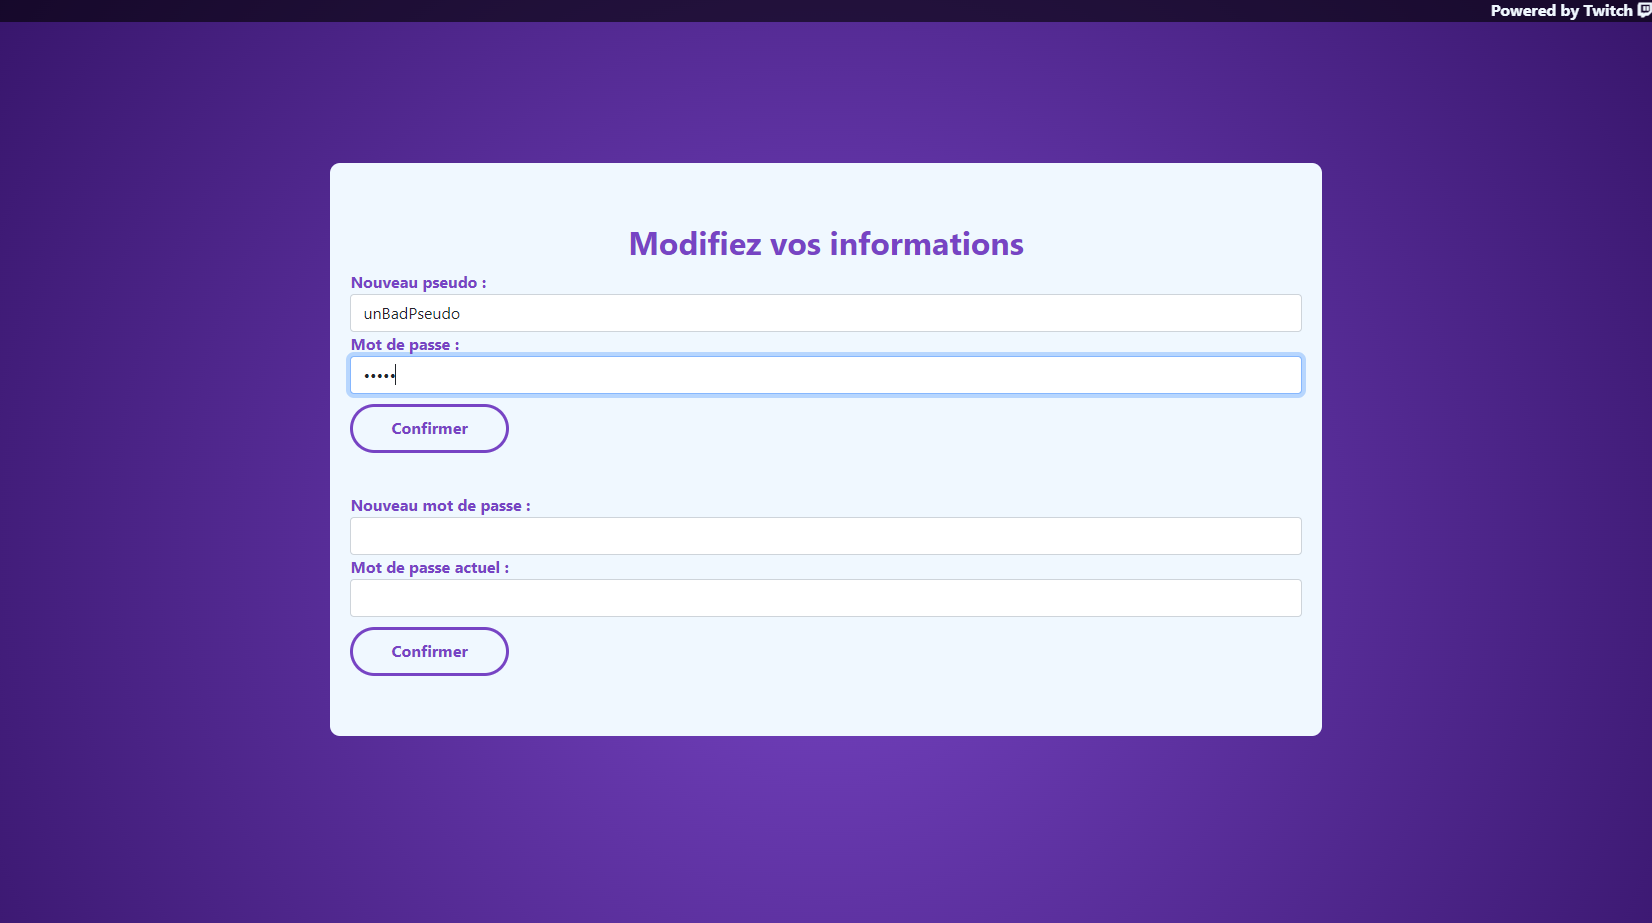 Powered by Twitch
Modifiez vos informations
Nouveau pseudo :
unBadPseudo
Mot de passe :
•••••
Confirmer
Nouveau mot de passe :
Mot de passe actuel :
Confirmer